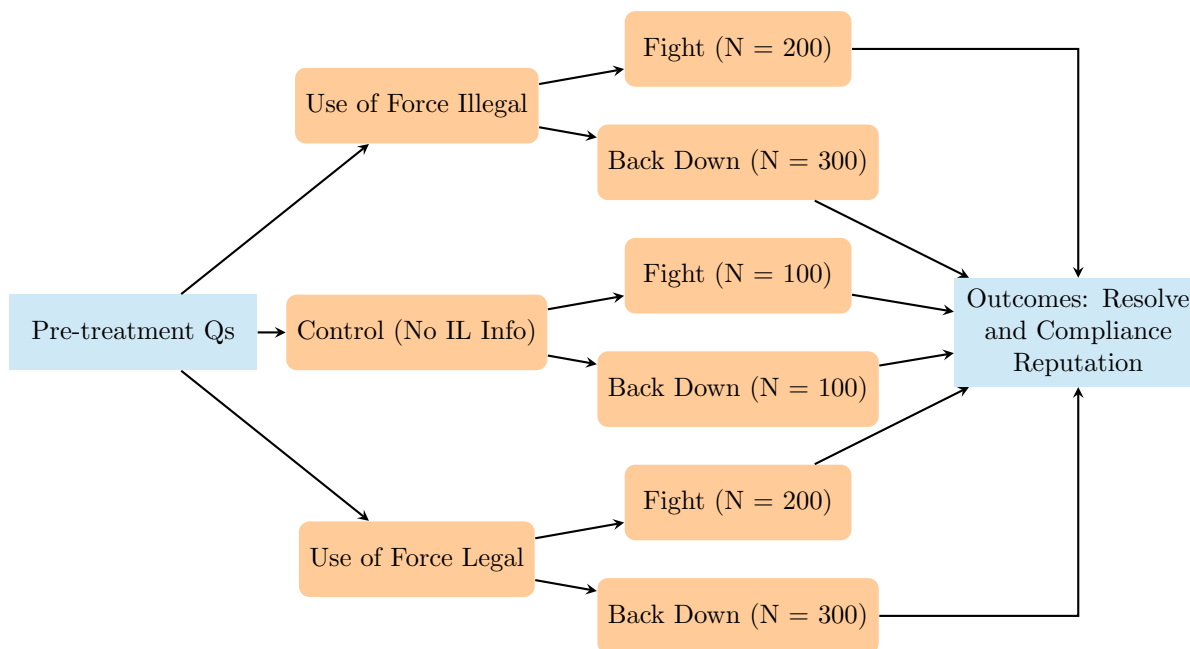 Fight (N = 200)
Use of Force Illegal
Back Down (N = 300)
Fight (N = 100)
Pre-treatment Qs
Control (No IL Info)
Outcomes: Resolve
and Compliance
Reputation
Back Down (N = 100)
Fight (N = 200)
Use of Force Legal
Back Down (N = 300)